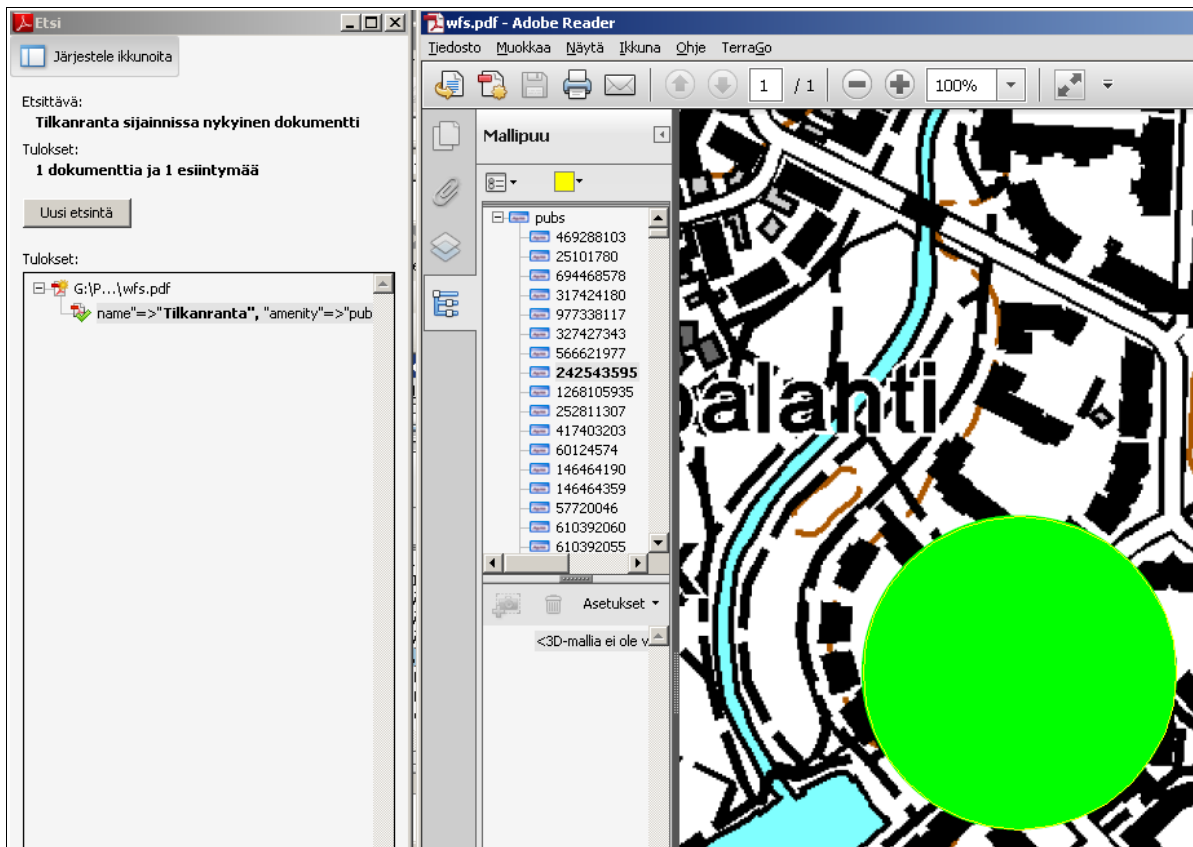 Etsi
Järjestele ikkunoita
Etsittävä:
Tilkanranta sijainnissa nykyinen dokumentti
Tulokset:
1 dokumenttia ja 1 esiintymää
Uusi etsintä
Tulokset:
G:\P...\wfs.pdf
name"=>"Tilkanranta", "amenity"=>"pub
wfs.pdf - Adobe Reader
Tiedosto Muokkaa Näytä Ikkuna Ohje TerraGo
1 / 1 100%
Mallipuu
pubs
469288103
25101780
694468578
317424180
977338117
327427343
566621977
242543595
1268105935
252811307
417403203
60124574
146464190
146464359
57720046
610392060
610392055
Asetukset
<3D-mallia ei ole v
palahti